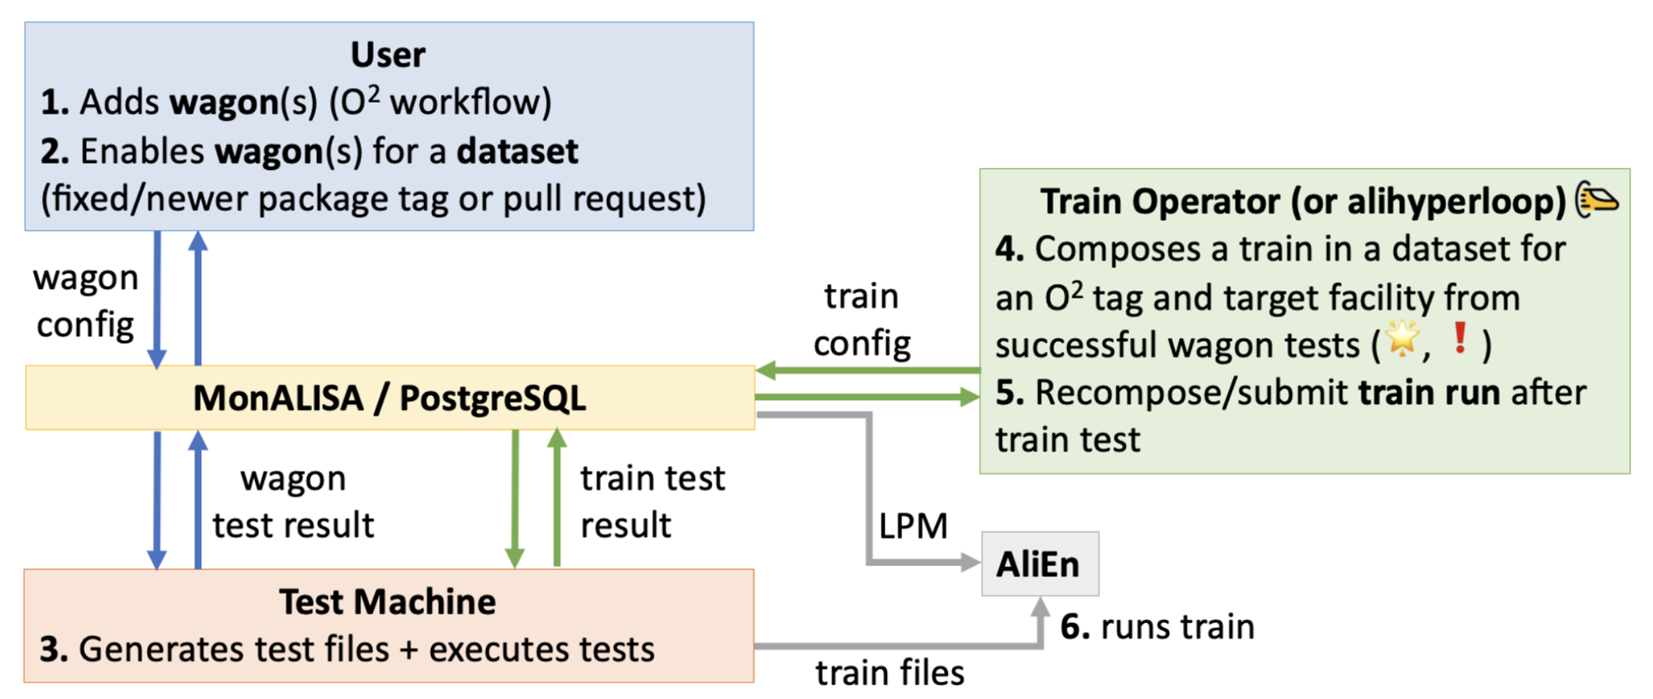 User
1. Adds wagon(s) (O² workflow)
2. Enables wagon(s) for a dataset
(fixed/newer package tag or pull request)
wagon
config
MonALISA / PostgreSQL
wagon
test result
train test
result
Test Machine
3. Generates test files + executes tests
train
config
Train Operator (or alihyperloop)
4. Composes a train in a dataset for
an O² tag and target facility from
successful wagon tests (🌟, ❗)
5. Recompose/submit train run after
train test
LPM
AliEn
6. runs train
train files